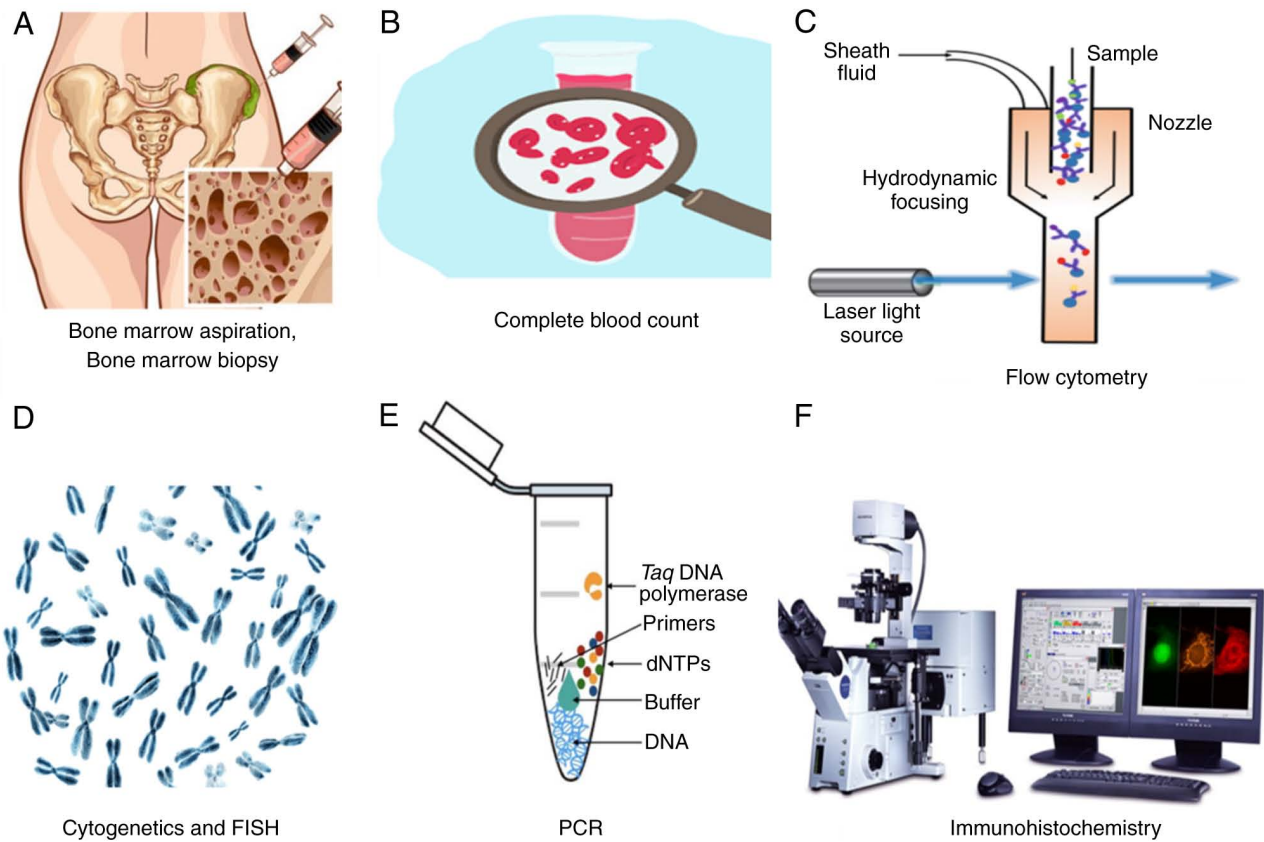 A
Bone marrow aspiration,
Bone marrow biopsy
B
Complete blood count
C
Sheath
fluid
Sample
Nozzle
Hydrodynamic
focusing
Laser light
source
Flow cytometry
D
Cytogenetics and FISH
E
Taq DNA
polymerase
Primers
dNTPs
Buffer
DNA
PCR
F
Immunohistochemistry